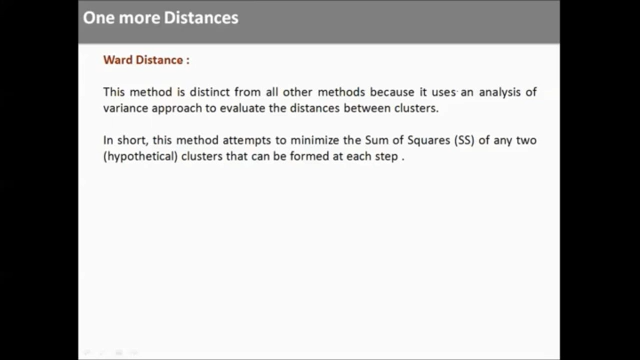 One more Distances
Ward Distance :
This method is distinct from all other methods because it uses an analysis of
variance approach to evaluate the distances between clusters.
In short, this method attempts to minimize the Sum of Squares (SS) of any two
(hypothetical) clusters that can be formed at each step .